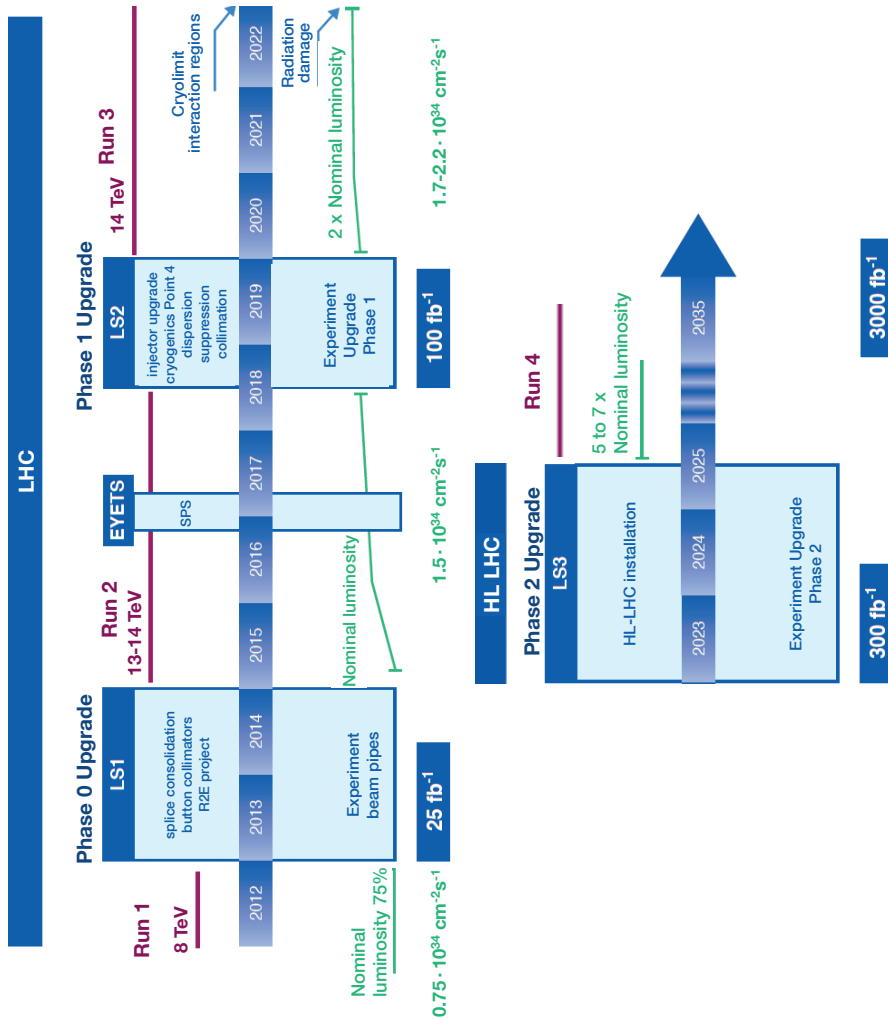 LHC
Phase 0 Upgrade
Phase 1 Upgrade
LS1
EYETS
LS2
Run 1
8 TeV
Run 2
13-14 TeV
14 TeV
Run 3
splice consolidation
button collimators
R2E project
SPS
injector upgrade
cryogenics Point 4
dispersion
suppression
collimation
Cryolimit
interaction regions
2012
2013
2014
2015
2016
2017
2018
2019
2020
2021
2022
Radiation
damage
Experiment
beam pipes
Experiment
Upgrade
Phase 1
Nominal
luminosity 75%
Nominal luminosity
2 x Nominal luminosity
0.75 · 10³⁴ cm⁻²s⁻¹
25 fb⁻¹
1.5 · 10³⁴ cm⁻²s⁻¹
100 fb⁻¹
1.7-2.2 · 10³⁴ cm⁻²s⁻¹
HL LHC
Phase 2 Upgrade
LS3
Run 4
HL-LHC installation
5 to 7 x
Nominal luminosity
2023
2024
2025
2035
Experiment Upgrade
Phase 2
300 fb⁻¹
3000 fb⁻¹